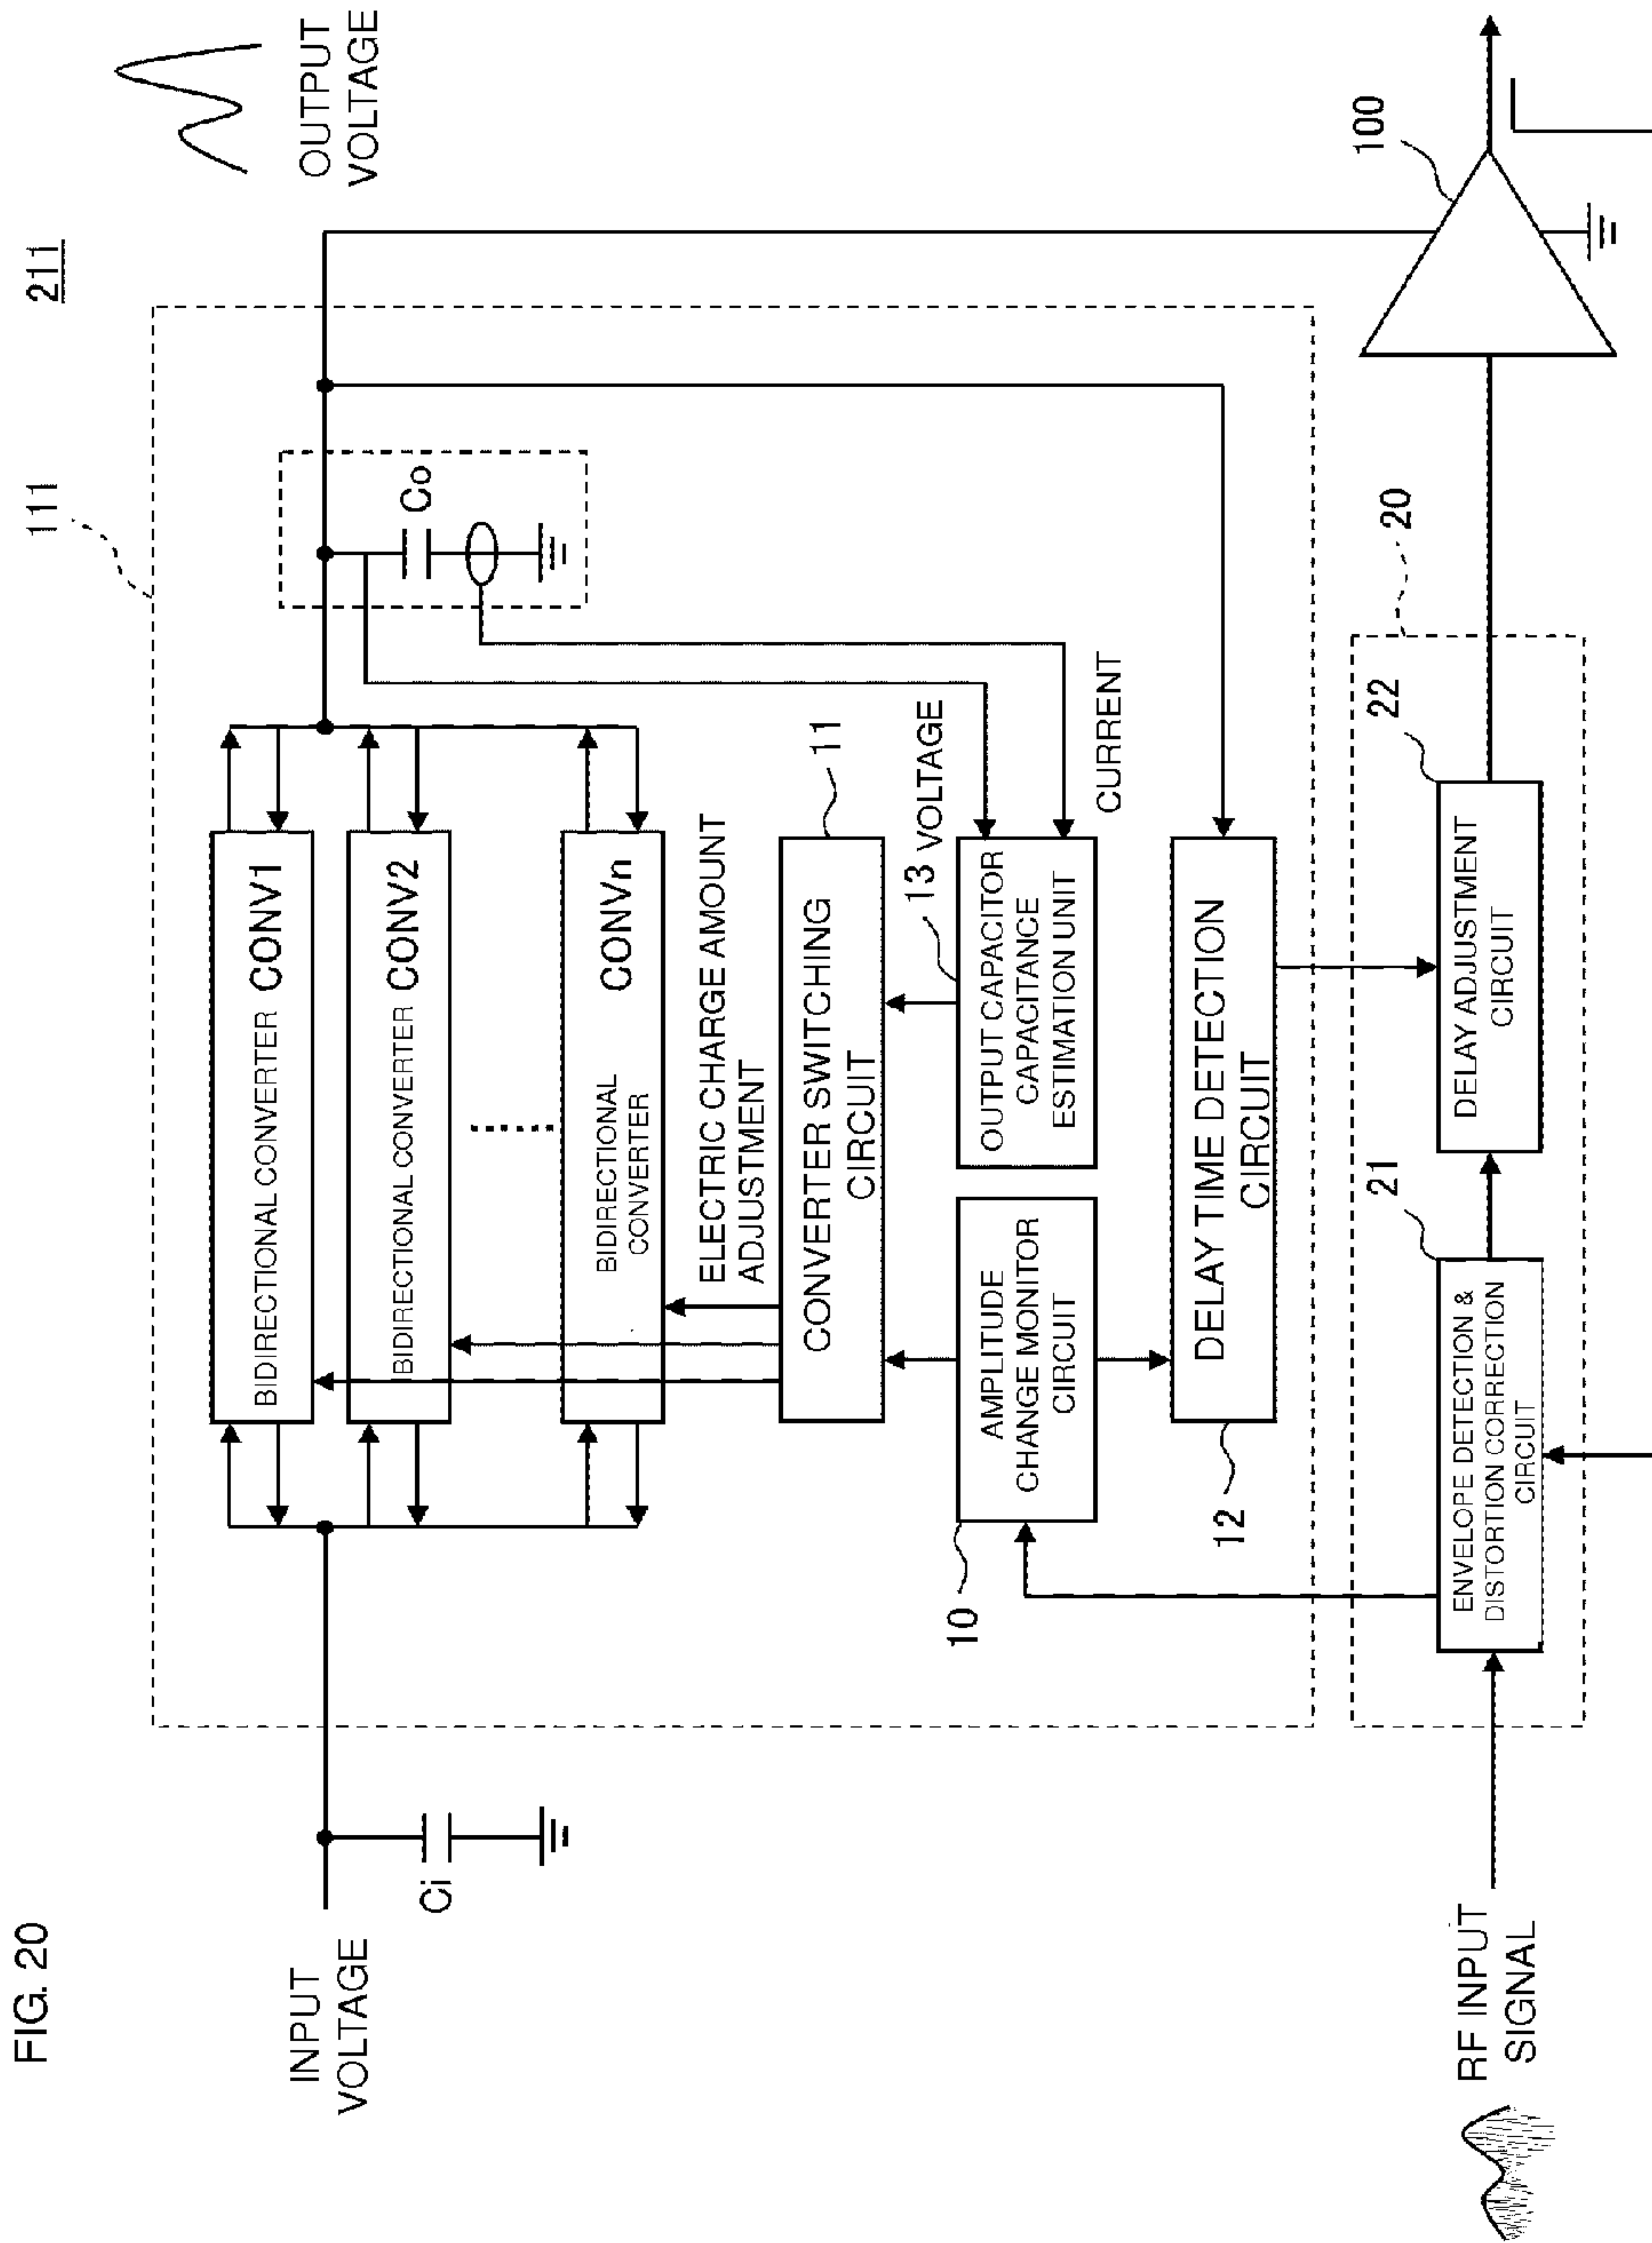 FIG. 20
211
111
INPUT
VOLTAGE
Ci
OUTPUT
VOLTAGE
BIDIRECTIONAL CONVERTER CONV1
BIDIRECTIONAL CONVERTER CONV2
BIDIRECTIONAL
CONVERTER
CONVn
Co
ELECTRIC CHARGE AMOUNT
ADJUSTMENT
CONVERTER SWITCHING
CIRCUIT
11
10
AMPLITUDE
CHANGE MONITOR
CIRCUIT
13
VOLTAGE
OUTPUT CAPACITOR
CAPACITANCE
ESTIMATION UNIT
CURRENT
12
DELAY TIME DETECTION
CIRCUIT
20
21
22
100
RF INPUT
SIGNAL
ENVELOPE DETECTION &
DISTORTION CORRECTION
CIRCUIT
DELAY ADJUSTMENT
CIRCUIT